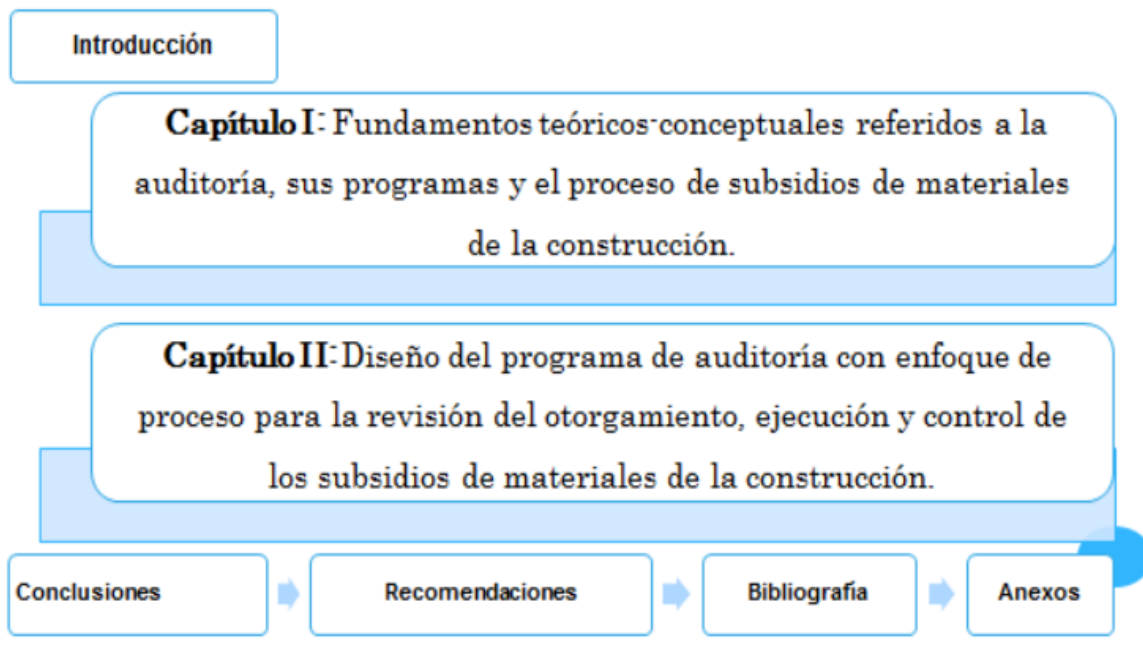 Introducción
Capítulo I: Fundamentos teóricos-conceptuales referidos a la
auditoría, sus programas y el proceso de subsidios de materiales
de la construcción.
Capítulo II: Diseño del programa de auditoría con enfoque de
proceso para la revisión del otorgamiento, ejecución y control de
los subsidios de materiales de la construcción.
Conclusiones
Recomendaciones
Bibliografía
Anexos